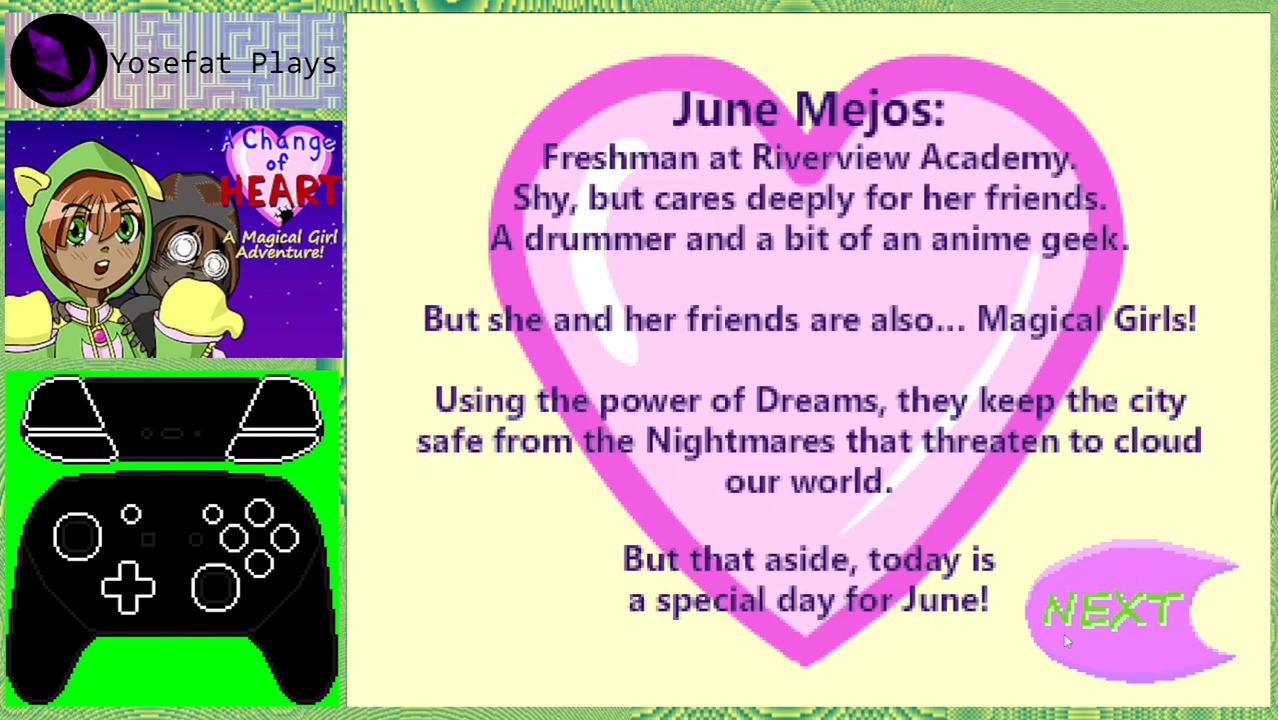 Yosefat Plays
A Change
of
HEART
A Magical Girl
Adventure!
June Mejos:
Freshman at Riverview Academy.
Shy, but cares deeply for her friends.
A drummer and a bit of an anime geek.
But she and her friends are also... Magical Girls!
Using the power of Dreams, they keep the city
safe from the Nightmares that threaten to cloud
our world.
But that aside, today is
a special day for June!
NEXT